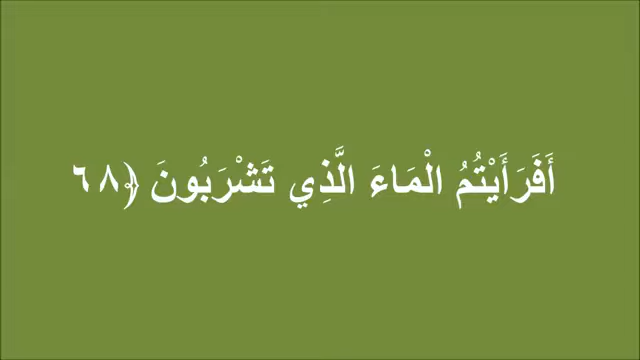 أَفَرَأَيْتُمُ الْمَاءَ الَّذِي تَشْرَبُونَ ﴿٦٨